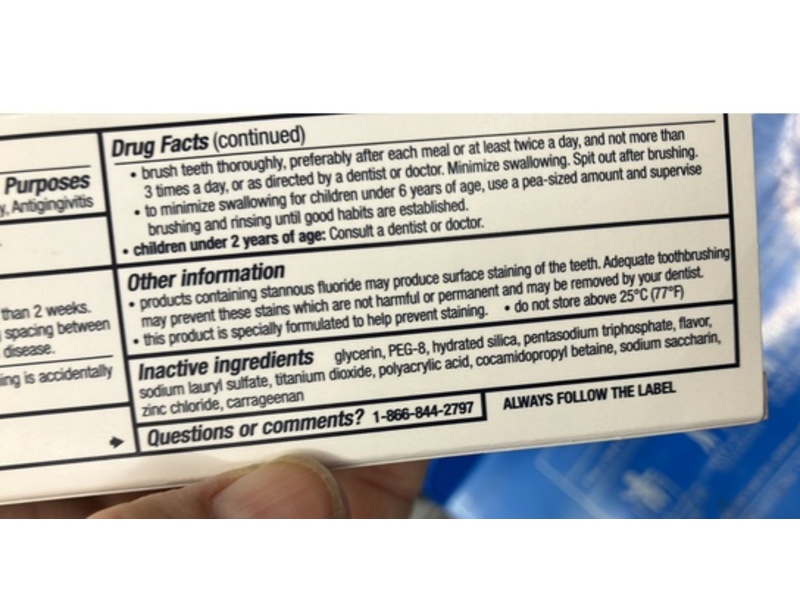 Purposes
y, Antigingivitis
than 2 weeks.
spacing between
disease.
ing is accidentally
Drug Facts (continued)
• brush teeth thoroughly, preferably after each meal or at least twice a day, and not more than
3 times a day, or as directed by a dentist or doctor. Minimize swallowing. Spit out after brushing.
• to minimize swallowing for children under 6 years of age, use a pea-sized amount and supervise
brushing and rinsing until good habits are established.
• children under 2 years of age: Consult a dentist or doctor.
Other information
• products containing stannous fluoride may produce surface staining of the teeth. Adequate toothbrushing
may prevent these stains which are not harmful or permanent and may be removed by your dentist.
• this product is specially formulated to help prevent staining. • do not store above 25°C (77°F)
Inactive ingredients glycerin, PEG-8, hydrated silica, pentasodium triphosphate, flavor,
sodium lauryl sulfate, titanium dioxide, polyacrylic acid, cocamidopropyl betaine, sodium saccharin,
zinc chloride, carrageenan
Questions or comments? 1-866-844-2797 ALWAYS FOLLOW THE LABEL